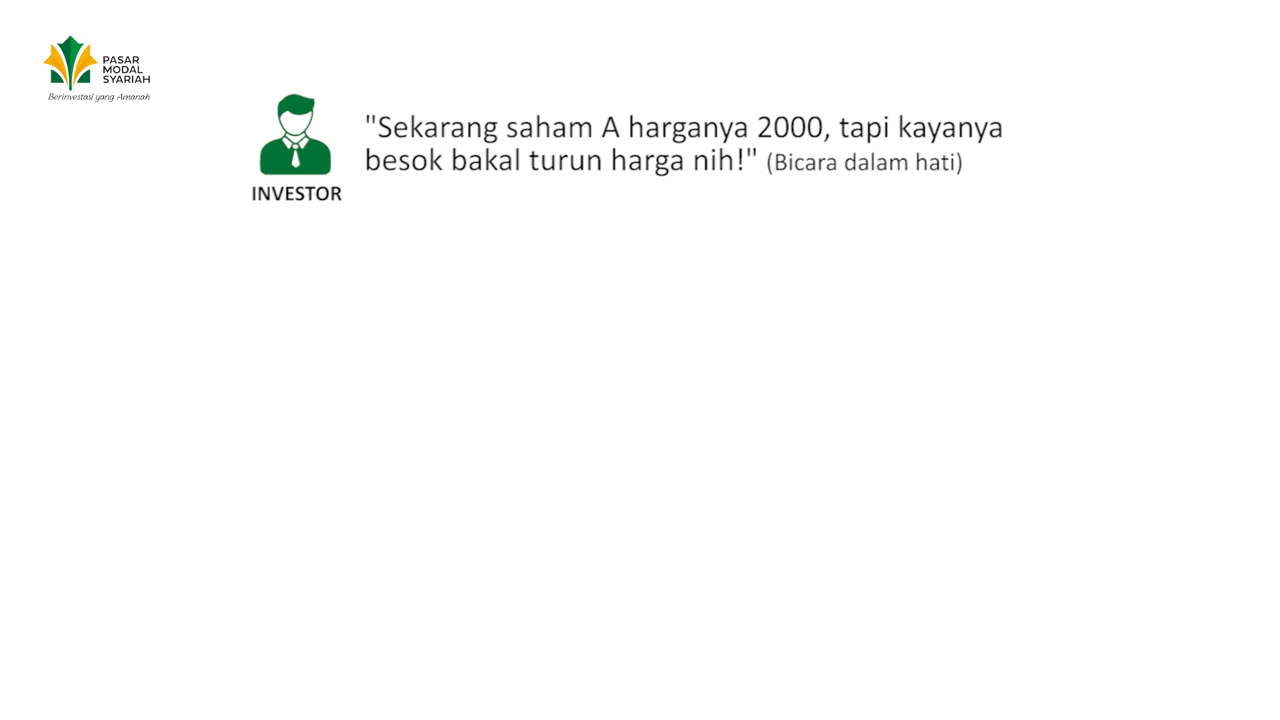 PASAR
MODAL
SYARIAH
Berinvestasi yang Amanah
"Sekarang saham A harganya 2000, tapi kayanya
besok bakal turun harga nih!" (Bicara dalam hati)
INVESTOR